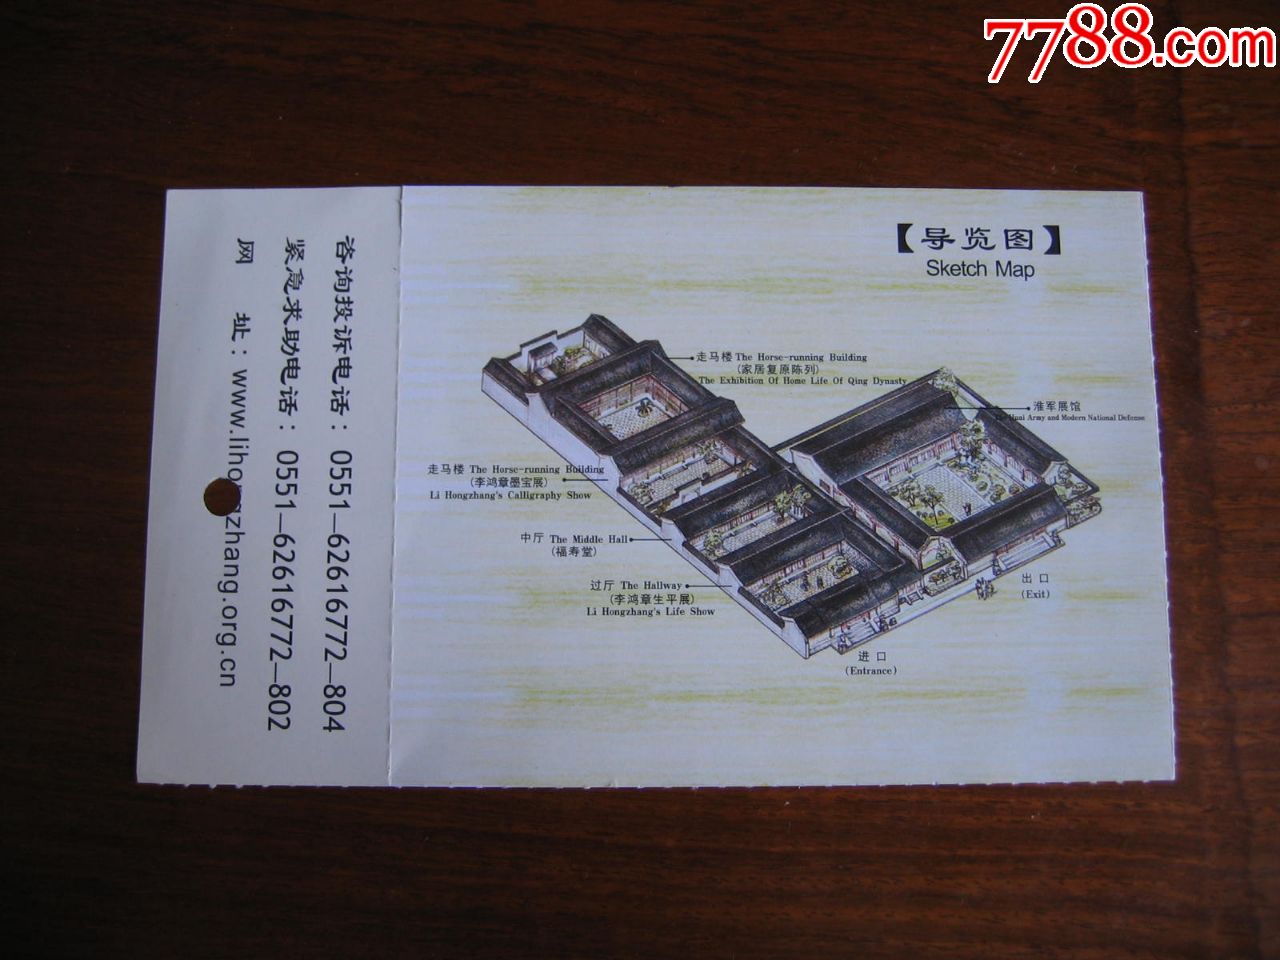 7788.com
【导览图】
Sketch Map
走马楼 The Horse-running Building
(家居复原陈列)
The Exhibition Of Home Life Of Qing Dynasty
淮军展馆
Army and Modern National Defense
走马楼 The Horse-running Building
(李鸿章墨宝展)
Li Hongzhang's Calligraphy Show
中厅 The Middle Hall
(福寿堂)
过厅 The Hallway
(李鸿章生平展)
Li Hongzhang's Life Show
出口
(Exit)
进口
(Entrance)
咨询投诉电话：0551—62616772—804
紧急求助电话：0551—62616772—802
网 址：www.lihongzhang.org.cn